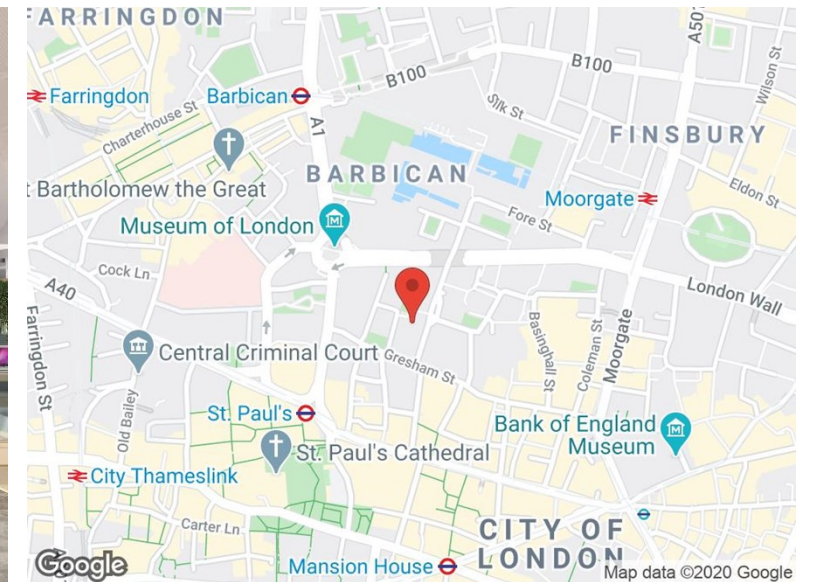 FARRINGDON
A501
Wilson St
B100
B100
Farringdon
Barbican
Silk St
Charterhouse St
A1
FINSBURY
t Bartholomew the Great
BARBICAN
Eldon St
Moorgate
Museum of London
Fore St
Cock Ln
A40
London Wall
Farringdon St
Central Criminal Court
Gresham St
Basinghall St
Coleman St
Moorgate
Old Bailey
St. Paul's
Bank of England
Museum
St. Paul's Cathedral
City Thameslink
Carter Ln
CITY OF
LONDON
Google
Mansion House
Map data ©2020 Google